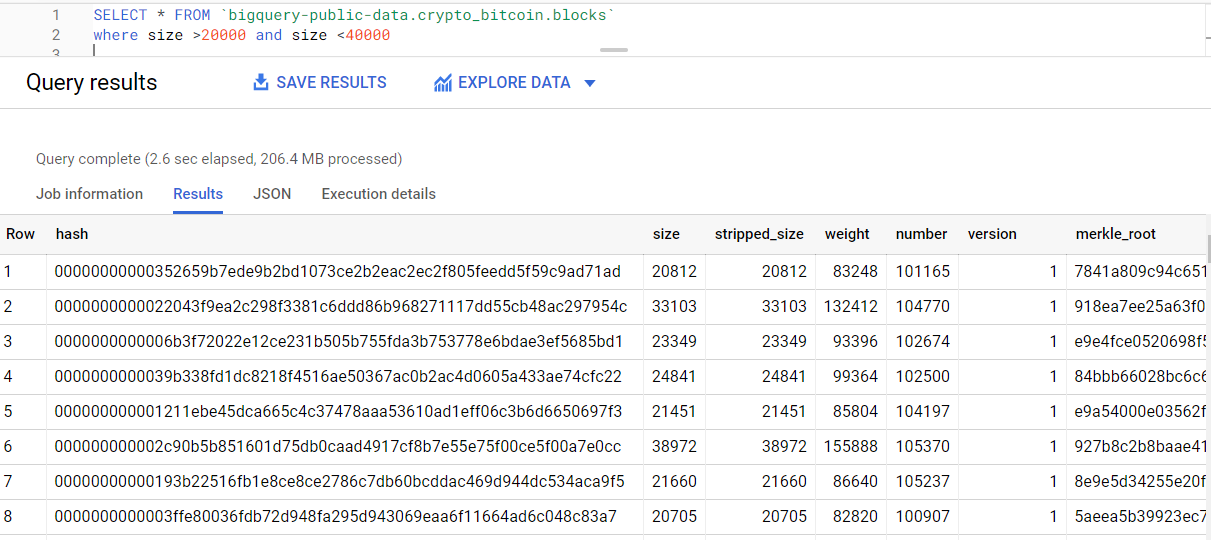 1 SELECT * FROM `bigquery-public-data.crypto_bitcoin.blocks`
2 where size >20000 and size <40000
3
Query results SAVE RESULTS EXPLORE DATA
Query complete (2.6 sec elapsed, 206.4 MB processed)
Job information Results JSON Execution details
Row hash size stripped_size weight number version merkle_root
1 00000000000352659b7ede9b2bd1073ce2b2eac2ec2f805feedd5f59c9ad71ad 20812 20812 83248 101165 1 7841a809c94c651
2 0000000000022043f9ea2c298f3381c6ddd86b968271117dd55cb48ac297954c 33103 33103 132412 104770 1 918ea7ee25a63f0
3 0000000000006b3f72022e12ce231b505b755fda3b753778e6bdae3ef5685bd1 23349 23349 93396 102674 1 e9e4fce0520698f5
4 0000000000039b338fd1dc8218f4516ae50367ac0b2ac4d0605a433ae74cfc22 24841 24841 99364 102500 1 84bbb66028bc6c6
5 000000000001211ebe45dca665c4c37478aaa53610ad1eff06c3b6d6650697f3 21451 21451 85804 104197 1 e9a54000e03562f
6 000000000002c90b5b851601d75db0caad4917cf8b7e55e75f00ce5f00a7e0cc 38972 38972 155888 105370 1 927b8c2b8baae41
7 00000000000193b22516fb1e8ce8ce2786c7db60bcddac469d944dc534aca9f5 21660 21660 86640 105237 1 8e9e5d34255e20f
8 0000000000003ffe80036fdb72d948fa295d943069eaa6f11664ad6c048c83a7 20705 20705 82820 100907 1 5aeea5b39923ec7